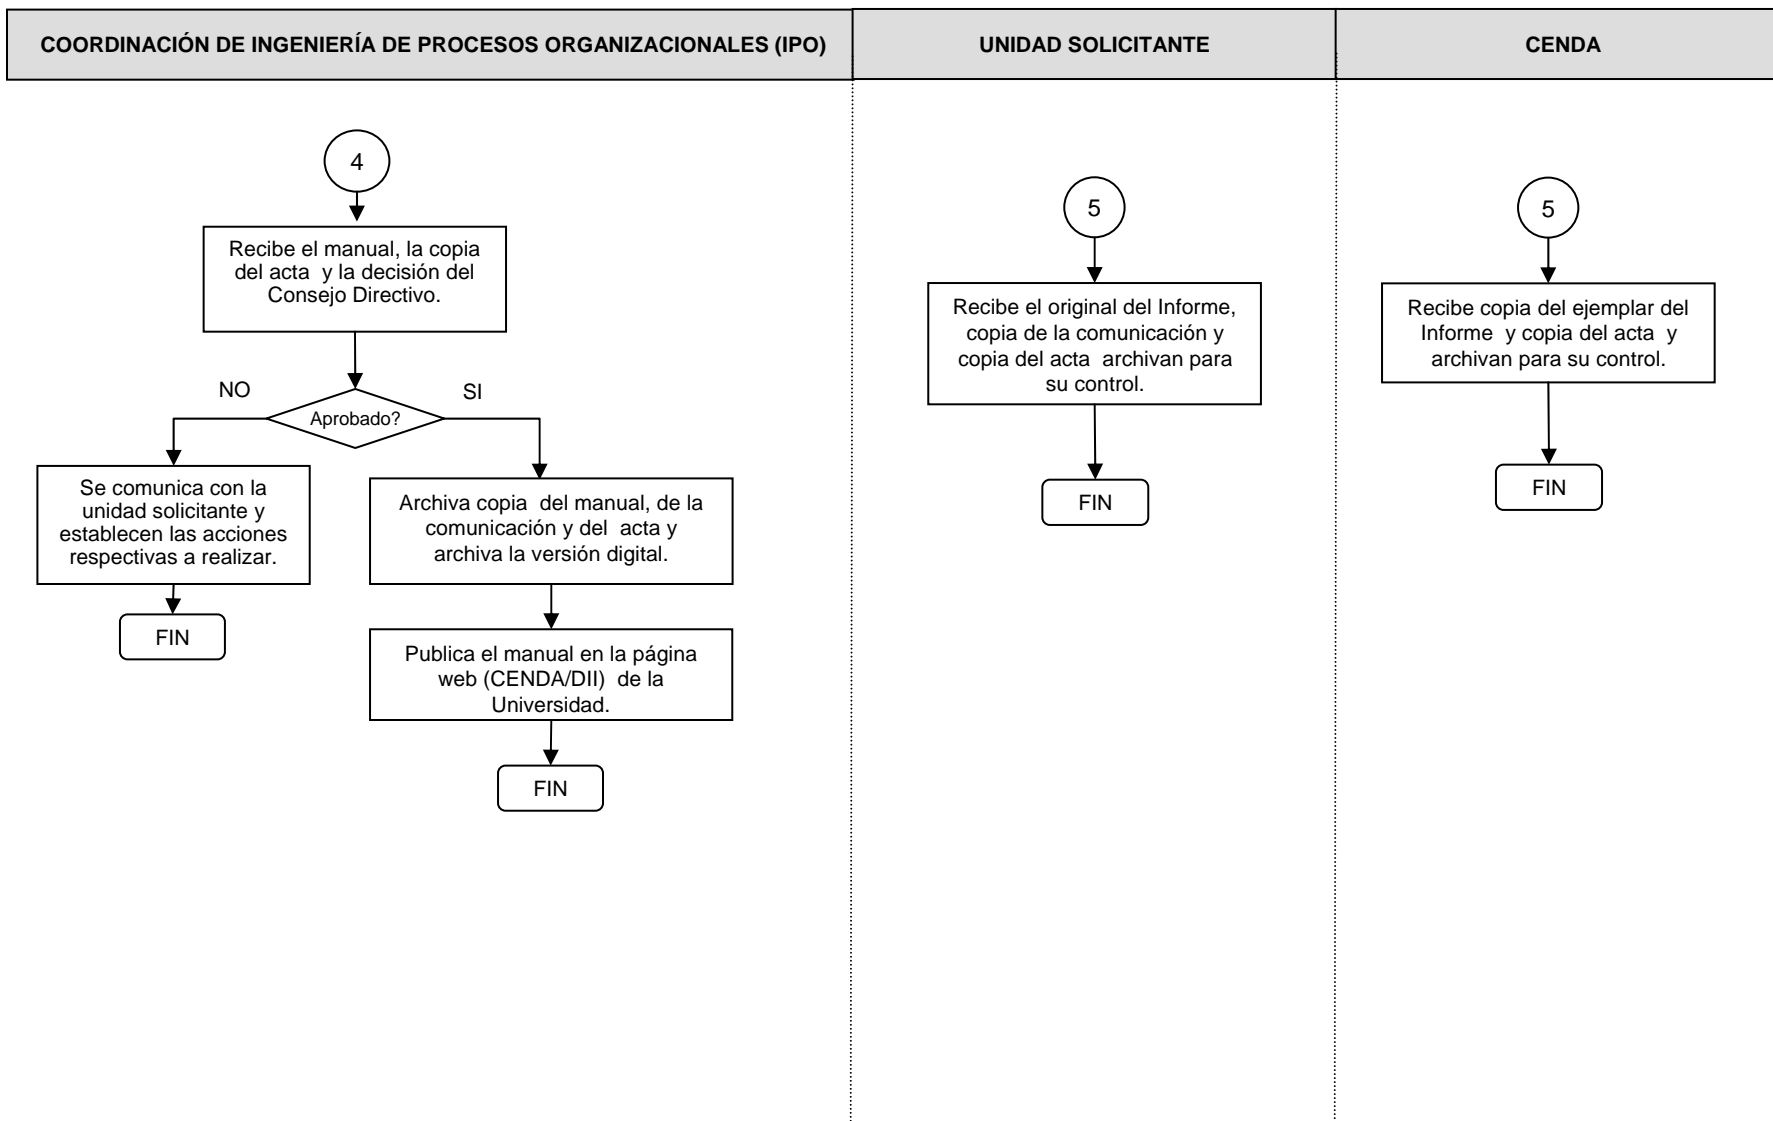 COORDINACIÓN DE INGENIERÍA DE PROCESOS ORGANIZACIONALES (IPO)
UNIDAD SOLICITANTE
CENDA
4
Recibe el manual, la copia
del acta y la decisión del
Consejo Directivo.
NO
SI
Aprobado?
Se comunica con la
unidad solicitante y
establecen las acciones
respectivas a realizar.
FIN
Archiva copia del manual, de la
comunicación y del acta y
archiva la versión digital.
Publica el manual en la página
web (CENDA/DII) de la
Universidad.
FIN
5
Recibe el original del Informe,
copia de la comunicación y
copia del acta archivan para
su control.
FIN
5
Recibe copia del ejemplar del
Informe y copia del acta y
archivan para su control.
FIN